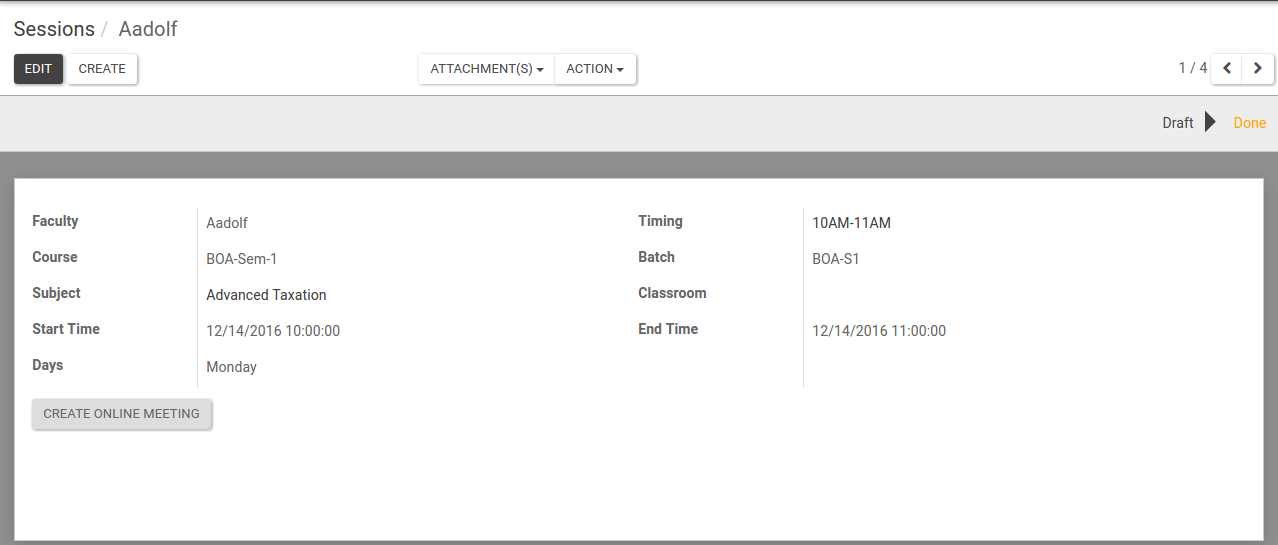 Sessions / Aadolf
EDIT CREATE ATTACHMENT(S) ACTION 1 / 4
Draft Done
Faculty Aadolf Timing 10AM-11AM
Course BOA-Sem-1 Batch BOA-S1
Subject Advanced Taxation Classroom
Start Time 12/14/2016 10:00:00 End Time 12/14/2016 11:00:00
Days Monday
CREATE ONLINE MEETING